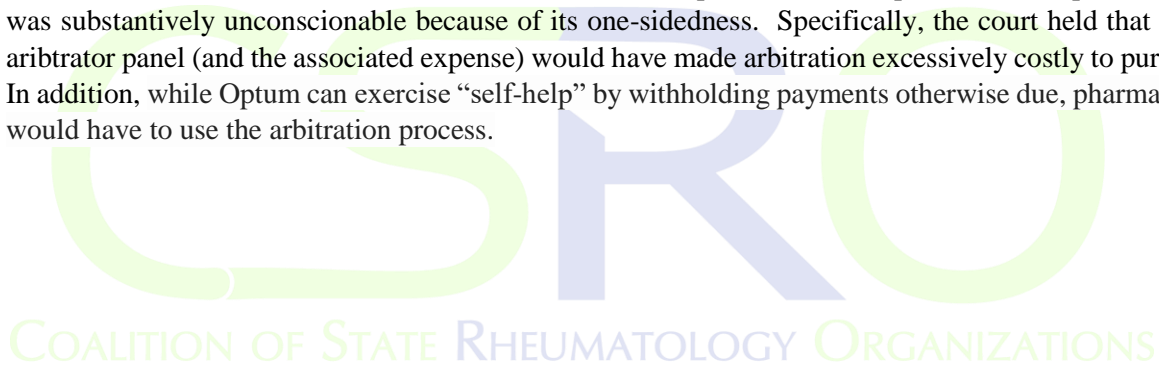 was substantively unconscionable because of its one-sidedness. Specifically, the court held that
aribtrator panel (and the associated expense) would have made arbitration excessively costly to pur
In addition, while Optum can exercise “self-help” by withholding payments otherwise due, pharma
would have to use the arbitration process.
CSRO
COALITION OF STATE RHEUMATOLOGY ORGANIZATIONS